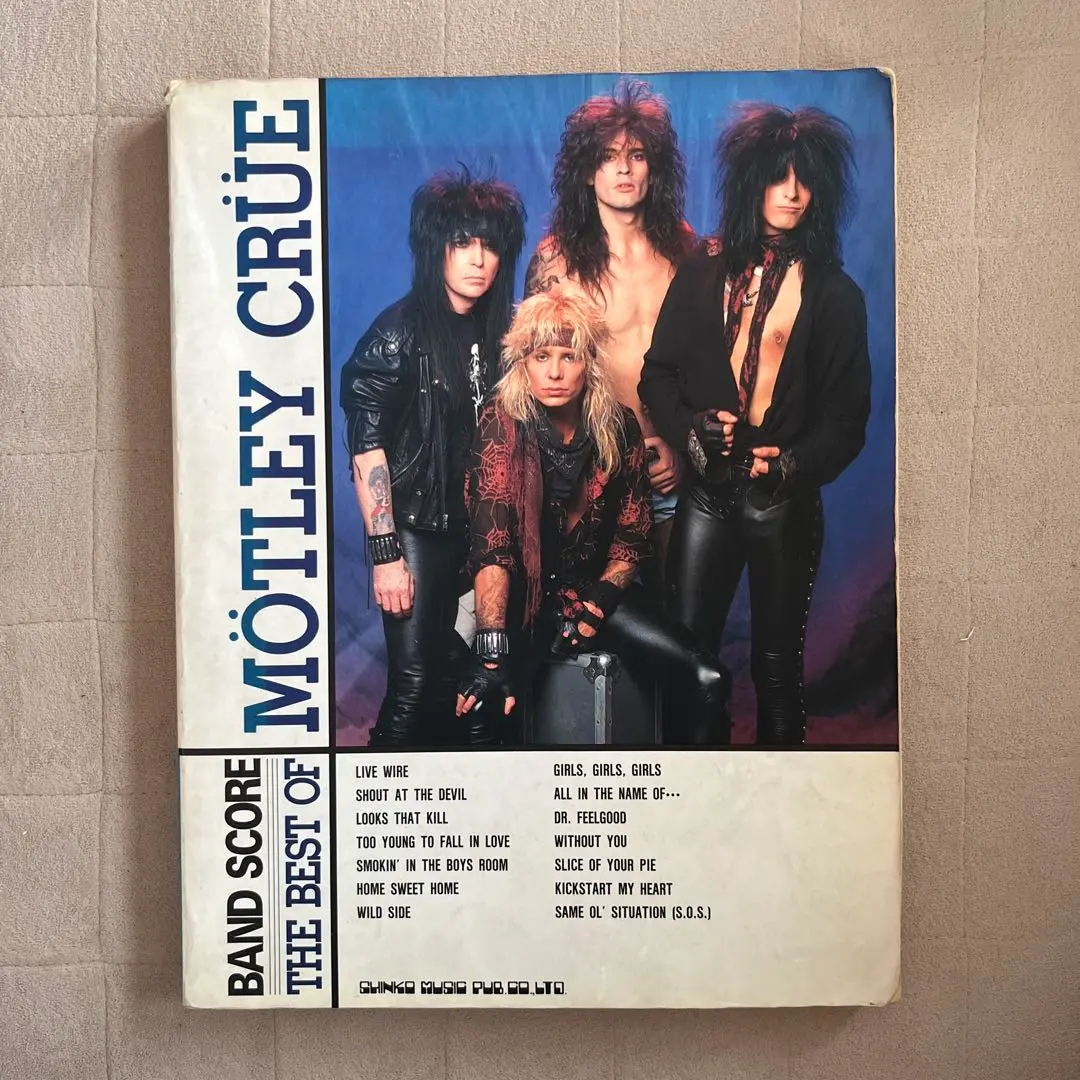 MÖTLEY CRÜE
BAND SCORE
THE BEST OF
LIVE WIRE
SHOUT AT THE DEVIL
LOOKS THAT KILL
TOO YOUNG TO FALL IN LOVE
SMOKIN' IN THE BOYS ROOM
HOME SWEET HOME
WILD SIDE
GIRLS, GIRLS, GIRLS
ALL IN THE NAME OF•••
DR. FEELGOOD
WITHOUT YOU
SLICE OF YOUR PIE
KICKSTART MY HEART
SAME OL' SITUATION (S.O.S.)
SHINKO MUSIC PUB.CO.,LTD.